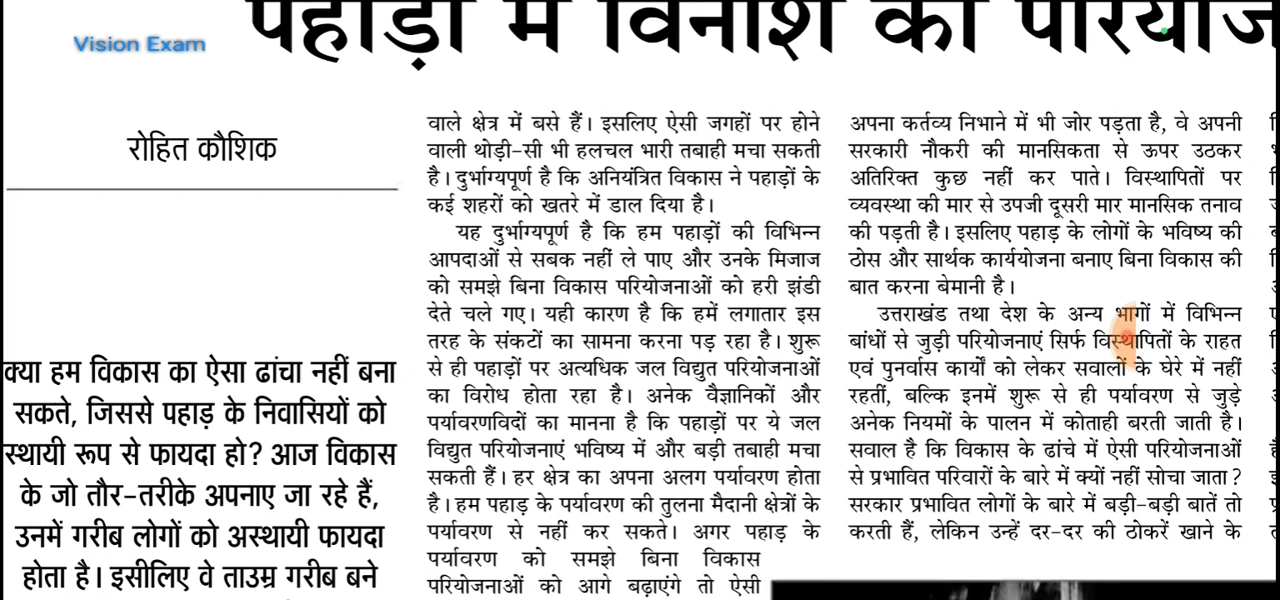 पहाड़ों में विनाश की परियोज
Vision Exam
रोहित कौशिक
क्या हम विकास का ऐसा ढांचा नहीं बना
सकते, जिससे पहाड़ के निवासियों को
स्थायी रूप से फायदा हो? आज विकास
के जो तौर-तरीके अपनाए जा रहे हैं,
उनमें गरीब लोगों को अस्थायी फायदा
होता है। इसीलिए वे ताउम्र गरीब बने
वाले क्षेत्र में बसे हैं। इसलिए ऐसी जगहों पर होने
वाली थोड़ी-सी भी हलचल भारी तबाही मचा सकती
है। दुर्भाग्यपूर्ण है कि अनियंत्रित विकास ने पहाड़ों के
कई शहरों को खतरे में डाल दिया है।
यह दुर्भाग्यपूर्ण है कि हम पहाड़ों की विभिन्न
आपदाओं से सबक नहीं ले पाए और उनके मिजाज
को समझे बिना विकास परियोजनाओं को हरी झंडी
देते चले गए। यही कारण है कि हमें लगातार इस
तरह के संकटों का सामना करना पड़ रहा है। शुरू
से ही पहाड़ों पर अत्यधिक जल विद्युत परियोजनाओं
का विरोध होता रहा है। अनेक वैज्ञानिकों और
पर्यावरणविदों का मानना है कि पहाड़ों पर ये जल
विद्युत परियोजनाएं भविष्य में और बड़ी तबाही मचा
सकती हैं। हर क्षेत्र का अपना अलग पर्यावरण होता
है। हम पहाड़ के पर्यावरण की तुलना मैदानी क्षेत्रों के
पर्यावरण से नहीं कर सकते। अगर पहाड़ के
पर्यावरण को समझे बिना विकास
परियोजनाओं को आगे बढ़ाएंगे तो ऐसी
अपना कर्तव्य निभाने में भी जोर पड़ता है, वे अपनी
सरकारी नौकरी की मानसिकता से ऊपर उठकर
अतिरिक्त कुछ नहीं कर पाते। विस्थापितों पर
व्यवस्था की मार से उपजी दूसरी मार मानसिक तनाव
की पड़ती है। इसलिए पहाड़ के लोगों के भविष्य की
ठोस और सार्थक कार्ययोजना बनाए बिना विकास की
बात करना बेमानी है।
उत्तराखंड तथा देश के अन्य भागों में विभिन्न
बांधों से जुड़ी परियोजनाएं सिर्फ विस्थापितों के राहत
एवं पुनर्वास कार्यों को लेकर सवालों के घेरे में नहीं
रहतीं, बल्कि इनमें शुरू से ही पर्यावरण से जुड़े
अनेक नियमों के पालन में कोताही बरती जाती है।
सवाल है कि विकास के ढांचे में ऐसी परियोजनाओं
से प्रभावित परिवारों के बारे में क्यों नहीं सोचा जाता?
सरकार प्रभावित लोगों के बारे में बड़ी-बड़ी बातें तो
करती हैं, लेकिन उन्हें दर-दर की ठोकरें खाने के